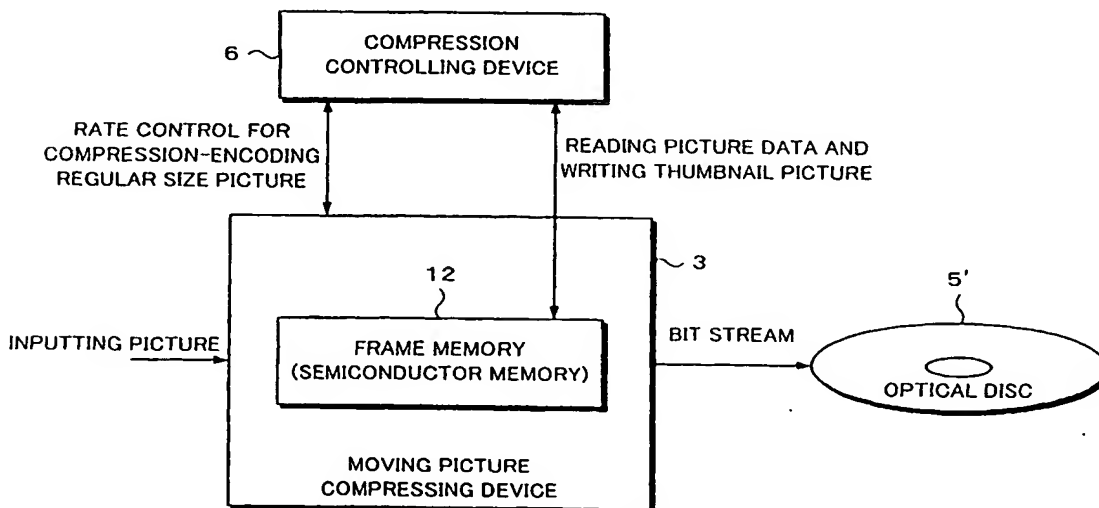 6
COMPRESSION
CONTROLLING DEVICE
RATE CONTROL FOR
COMPRESSION-ENCODING
REGULAR SIZE PICTURE
READING PICTURE DATA AND
WRITING THUMBNAIL PICTURE
3
12
5'
INPUTTING PICTURE
FRAME MEMORY
(SEMICONDUCTOR MEMORY)
BIT STREAM
OPTICAL DISC
MOVING PICTURE
COMPRESSING DEVICE